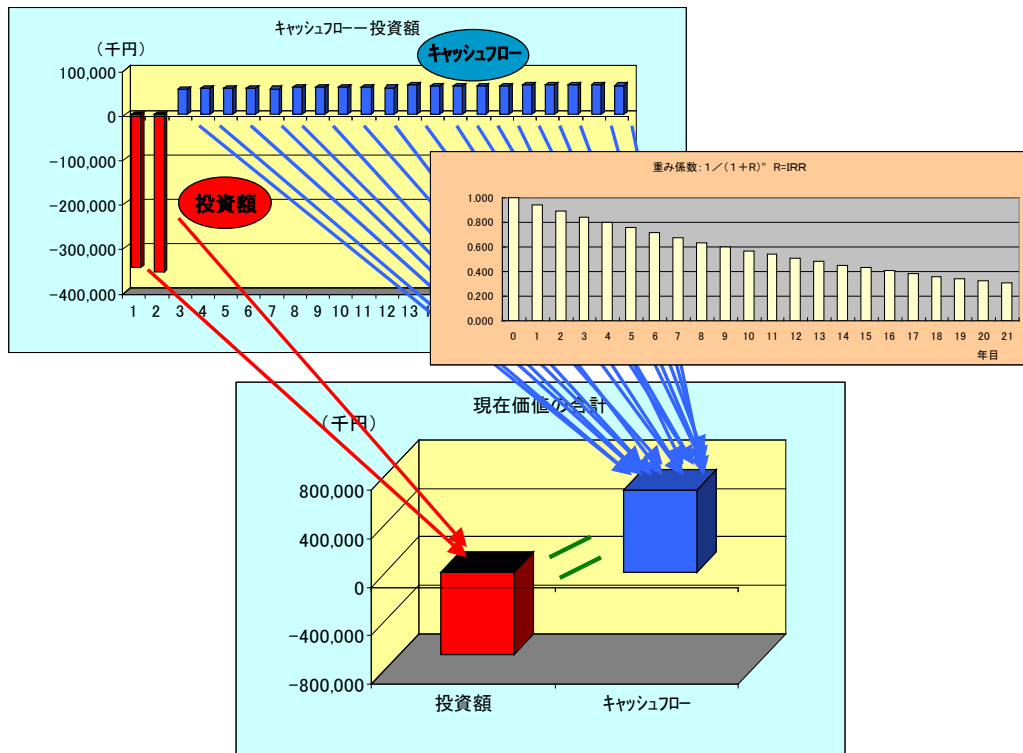 キャッシュフローー投資額
(千円)
キャッシュフロー
100,000
0
-100,000
-200,000
-300,000
-400,000
投資額
1 2 3 4 5 6 7 8 9 10 11 12 13
重み係数:1/(1+R)ⁿ R=IRR
1.000
0.800
0.600
0.400
0.200
0.000
0 1 2 3 4 5 6 7 8 9 10 11 12 13 14 15 16 17 18 19 20 21
年目
現在価値の合計
(千円)
800,000
400,000
0
-400,000
-800,000
投資額 キャッシュフロー